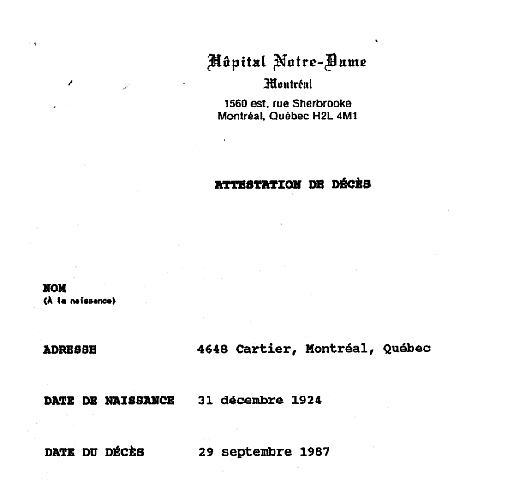 Hôpital Notre-Dame
Montréal
1560 est, rue Sherbrooke
Montréal, Québec H2L 4M1
ATTESTATION DE DÉCÈS
NOM
(À la naissance)
ADRESSE 4648 Cartier, Montréal, Québec
DATE DE NAISSANCE 31 décembre 1924
DATE DU DÉCÈS 29 septembre 1987